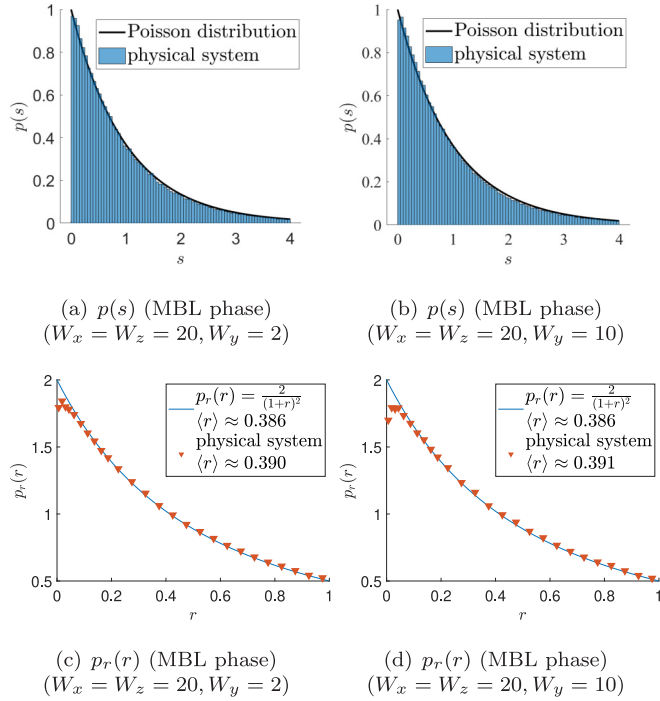 1
0.8
0.6
0.4
0.2
0
p(s)
Poisson distribution
physical system
0 1 2 3 4
s
(a) p(s) (MBL phase)
(W_x = W_z = 20, W_y = 2)
1
0.8
0.6
0.4
0.2
0
p(s)
Poisson distribution
physical system
0 1 2 3 4
s
(b) p(s) (MBL phase)
(W_x = W_z = 20, W_y = 10)
2
1.5
1
0.5
p_r(r)
p_r(r) = 2/(1+r)^2
⟨r⟩ ≈ 0.386
physical system
⟨r⟩ ≈ 0.390
0 0.2 0.4 0.6 0.8 1
r
(c) p_r(r) (MBL phase)
(W_x = W_z = 20, W_y = 2)
2
1.5
1
0.5
p_r(r)
p_r(r) = 2/(1+r)^2
⟨r⟩ ≈ 0.386
physical system
⟨r⟩ ≈ 0.391
0 0.2 0.4 0.6 0.8 1
r
(d) p_r(r) (MBL phase)
(W_x = W_z = 20, W_y = 10)